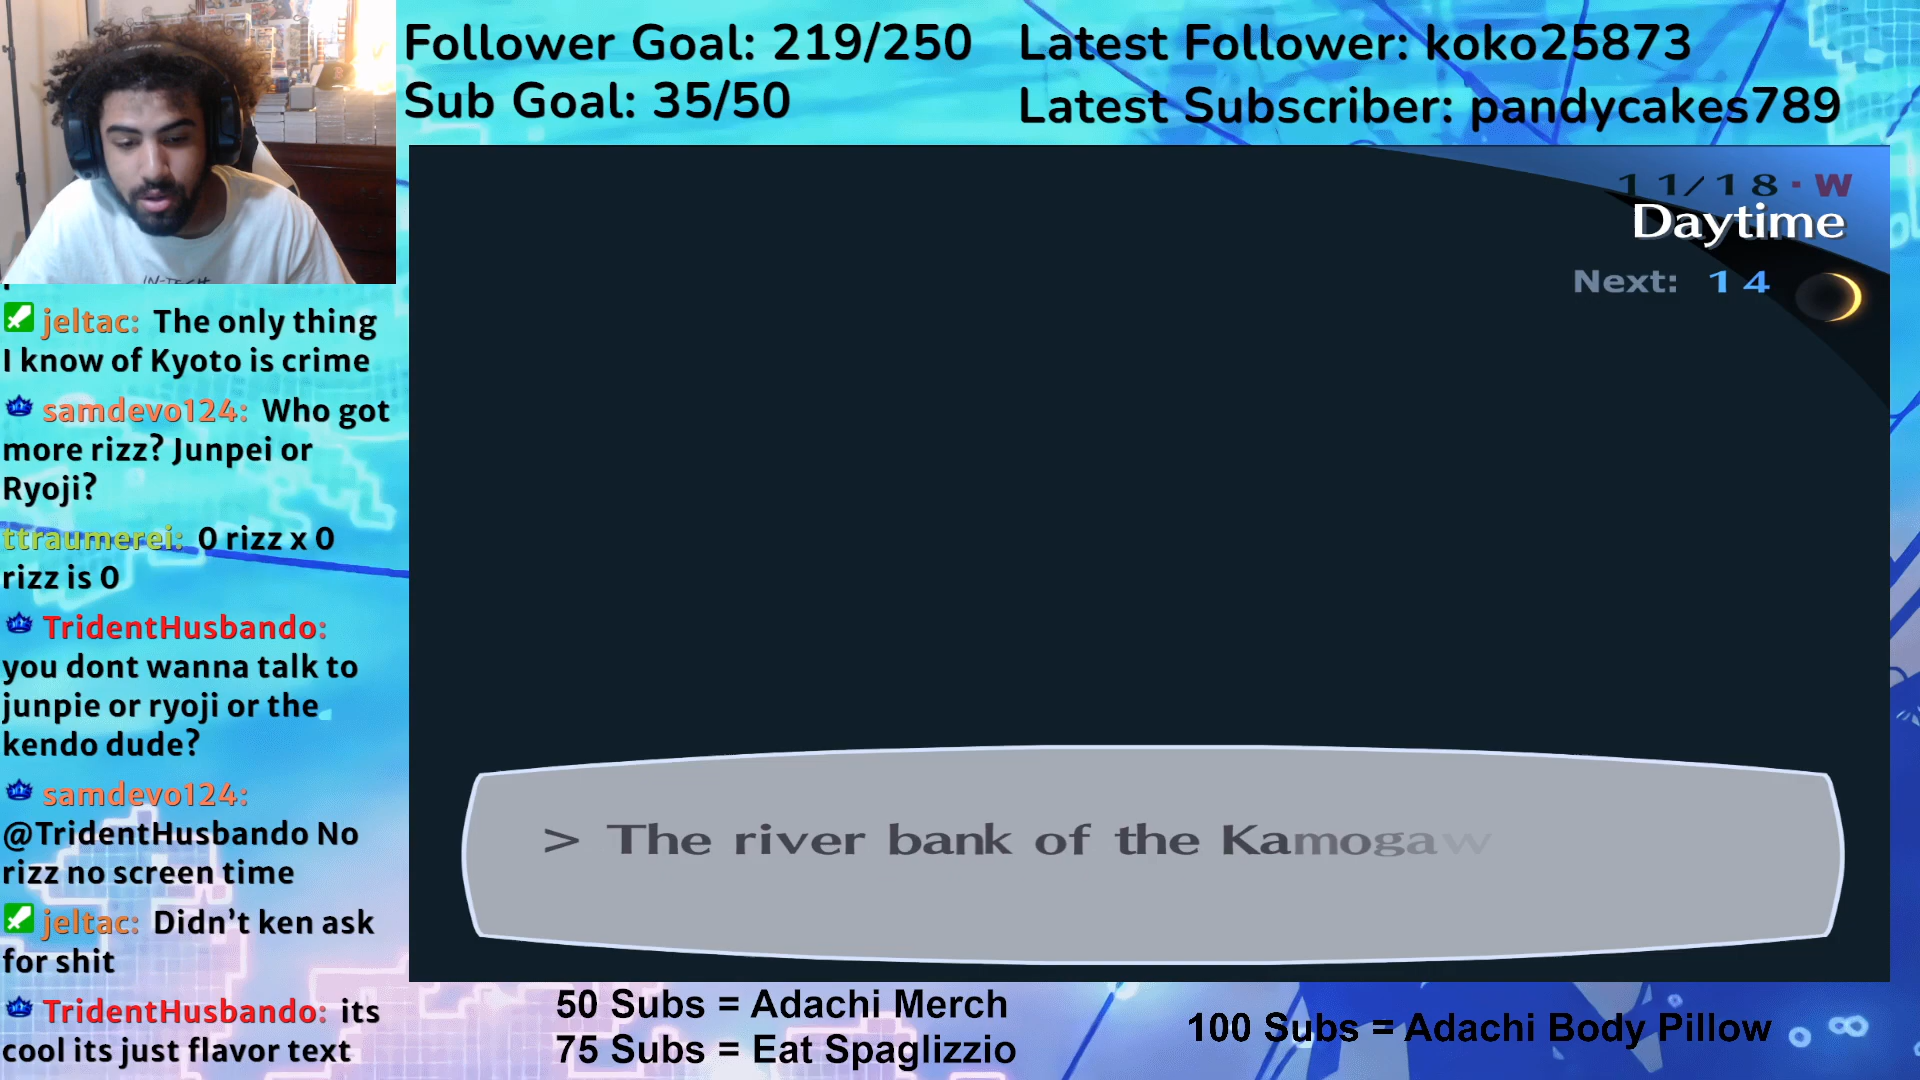 Follower Goal: 219/250
Latest Follower: koko25873
Sub Goal: 35/50
Latest Subscriber: pandycakes789
IN-TECH
11/18·W
Daytime
Next: 14
jeltac: The only thing
I know of Kyoto is crime
samdevo124: Who got
more rizz? Junpei or
Ryoji?
ttraumerei: 0 rizz x 0
rizz is 0
TridentHusbando:
you dont wanna talk to
junpie or ryoji or the
kendo dude?
samdevo124:
@TridentHusbando No
rizz no screen time
jeltac: Didn't ken ask
for shit
TridentHusbando: its
cool its just flavor text
> The river bank of the Kamogaw
50 Subs = Adachi Merch
75 Subs = Eat Spaglizzio
100 Subs = Adachi Body Pillow